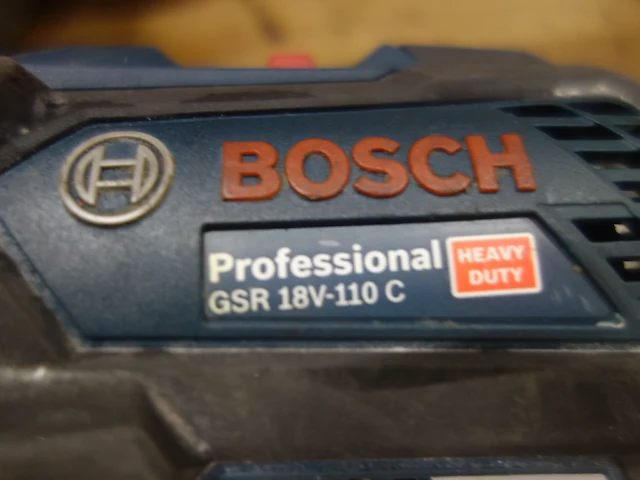 BOSCH
Professional
GSR 18V-110 C
HEAVY
DUTY